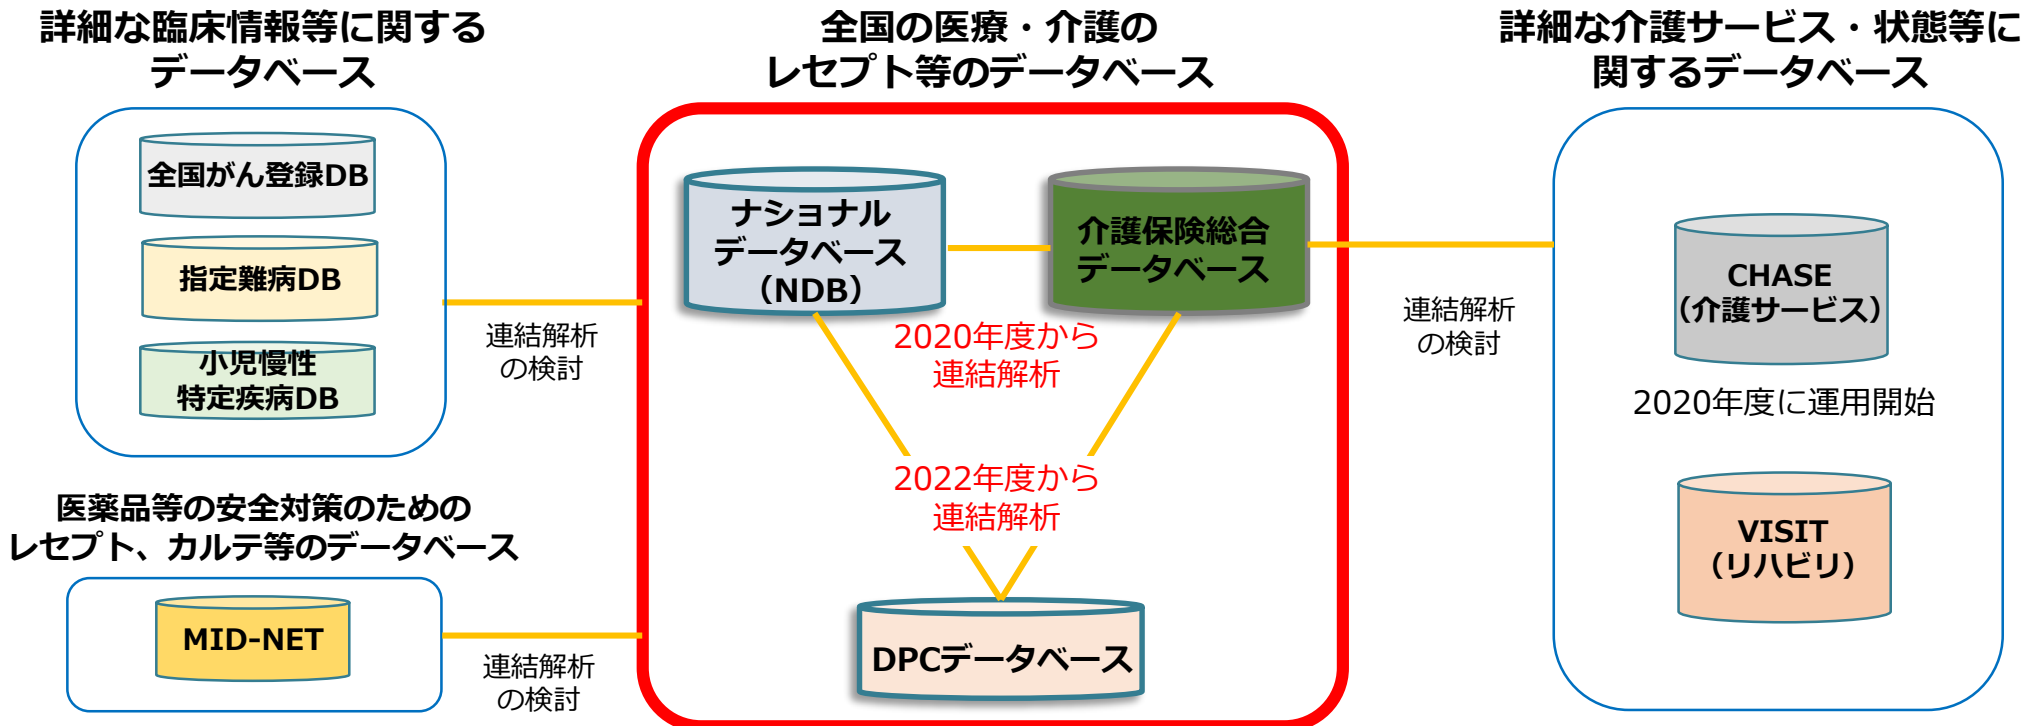 詳細な臨床情報等に関する
データベース
全国がん登録DB
指定難病DB
小児慢性
特定疾病DB
連結解析
の検討
医薬品等の安全対策のための
レセプト、カルテ等のデータベース
MID-NET
連結解析
の検討
全国の医療・介護の
レセプト等のデータベース
ナショナル
データベース
（NDB）
介護保険総合
データベース
2020年度から
連結解析
2022年度から
連結解析
DPCデータベース
連結解析
の検討
詳細な介護サービス・状態等に
関するデータベース
CHASE
（介護サービス）
2020年度に運用開始
VISIT
（リハビリ）